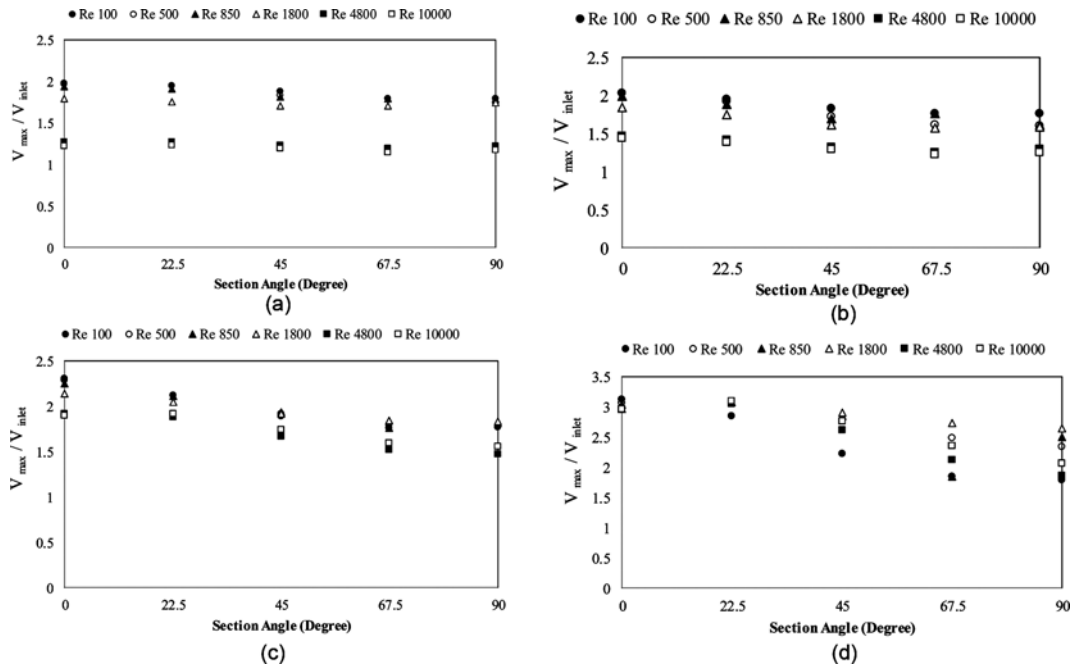 ● Re 100 ○ Re 500 ▲ Re 850 △ Re 1800 ■ Re 4800 □ Re 10000
2.5
2
1.5
1
0.5
0
V max / V inlet
0 22.5 45 67.5 90
Section Angle (Degree)
(a)
● Re 100 ○ Re 500 ▲ Re 850 △ Re 1800 ■ Re 4800 □ Re 10000
2.5
2
1.5
1
0.5
0
V max / V inlet
0 22.5 45 67.5 90
Section Angle (Degree)
(b)
● Re 100 ○ Re 500 ▲ Re 850 △ Re 1800 ■ Re 4800 □ Re 10000
2.5
2
1.5
1
0.5
0
V max / V inlet
0 22.5 45 67.5 90
Section Angle (Degree)
(c)
● Re 100 ○ Re 500 ▲ Re 850 △ Re 1800 ■ Re 4800 □ Re 10000
3.5
3
2.5
2
1.5
1
0.5
0
V max / V inlet
0 22.5 45 67.5 90
Section Angle (Degree)
(d)